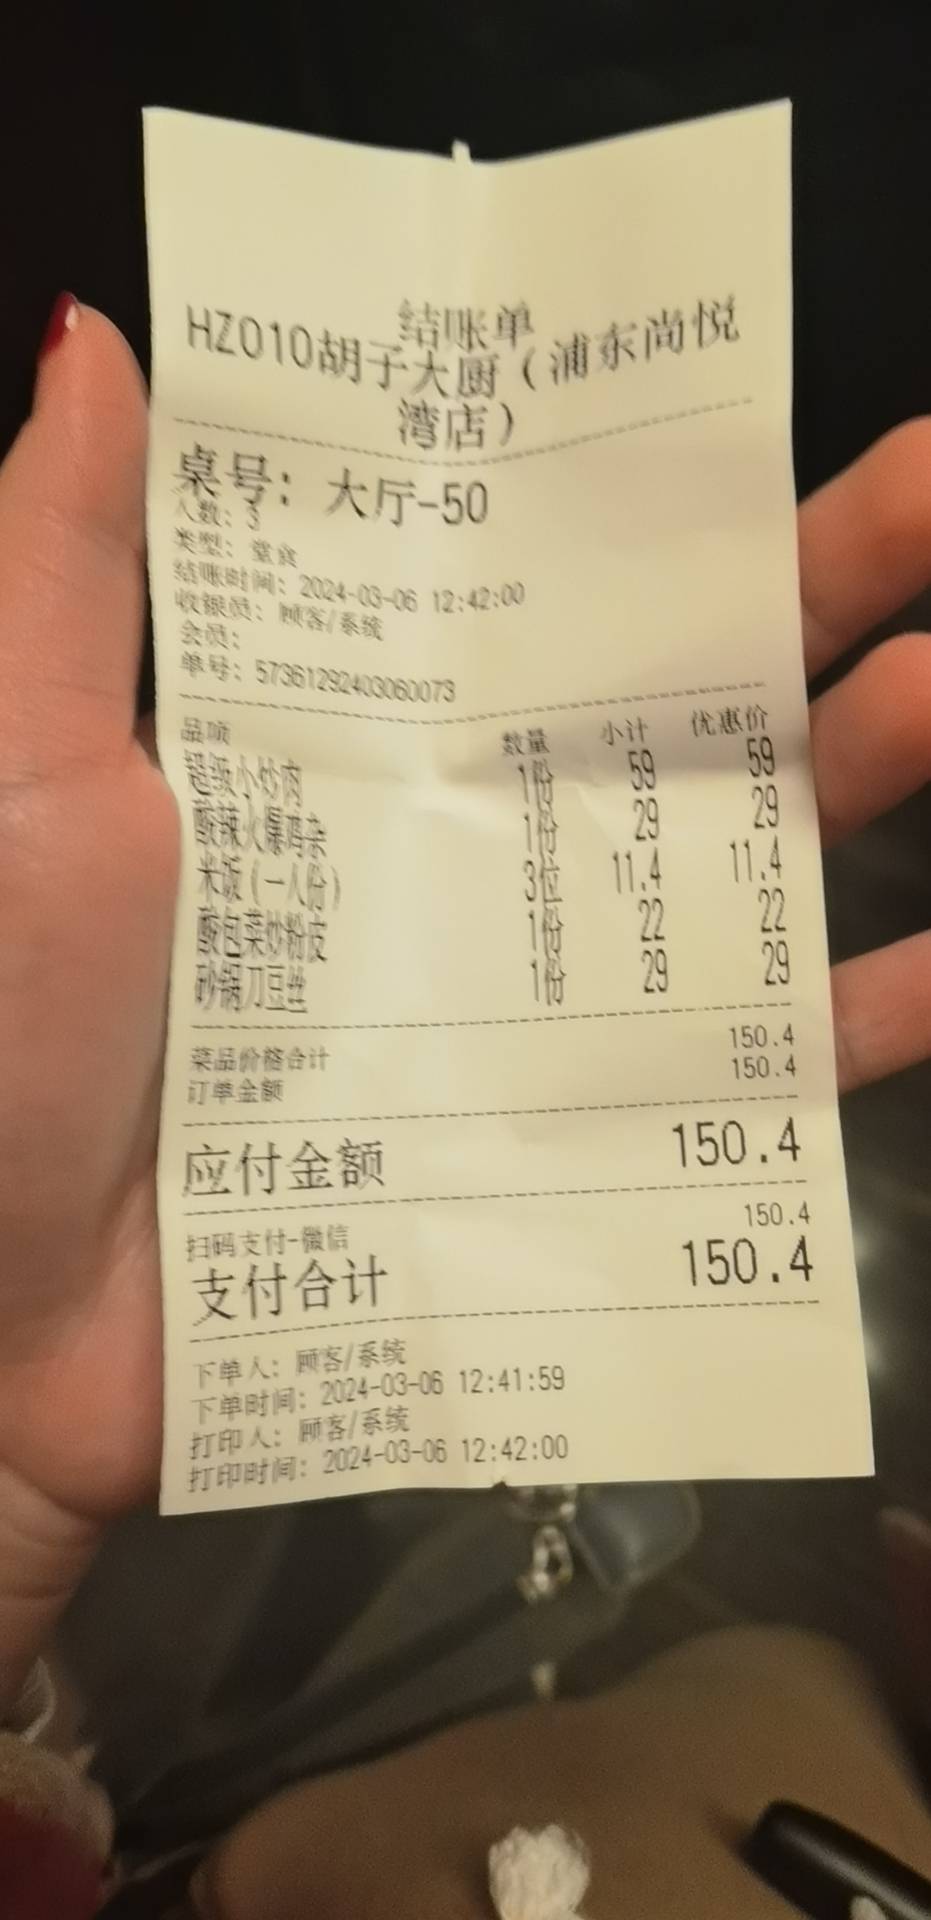 结账单
HZ010胡子大厨（浦东尚悦
湾店）
桌号：大厅-50
人数：3
类型：堂食
结账时间：2024-03-06 12:42:00
收银员：顾客/系统
会员：
单号：57361292403060073
品项 数量 小计 优惠价
超级小炒肉 1份 59 59
酸辣火爆鸡杂 1份 29 29
米饭（一人份） 3位 11.4 11.4
酸包菜炒粉皮 1份 22 22
砂锅刀豆丝 1份 29 29
菜品价格合计 150.4
订单金额 150.4
应付金额 150.4
扫码支付-微信 150.4
支付合计 150.4
下单人：顾客/系统
下单时间：2024-03-06 12:41:59
打印人：顾客/系统
打印时间：2024-03-06 12:42:00